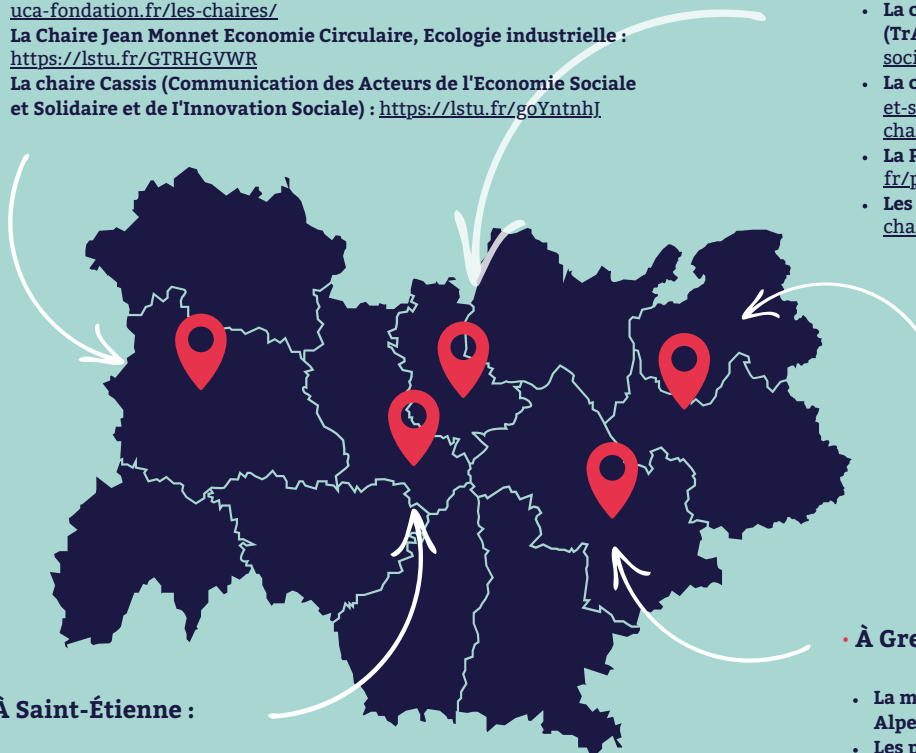 uca-fondation.fr/les-chaires/
La Chaire Jean Monnet Economie Circulaire, Ecologie industrielle :
https://lstu.fr/GTRHGVWR
La chaire Cassis (Communication des Acteurs de l'Economie Sociale
et Solidaire et de l'Innovation Sociale) : https://lstu.fr/goYntnhJ
• La c
(TrA
soci
• La c
et-s
cha
• La P
fr/p
• Les
cha
À Saint-Étienne :
• À Gre
• La m
Alpe
• Les p